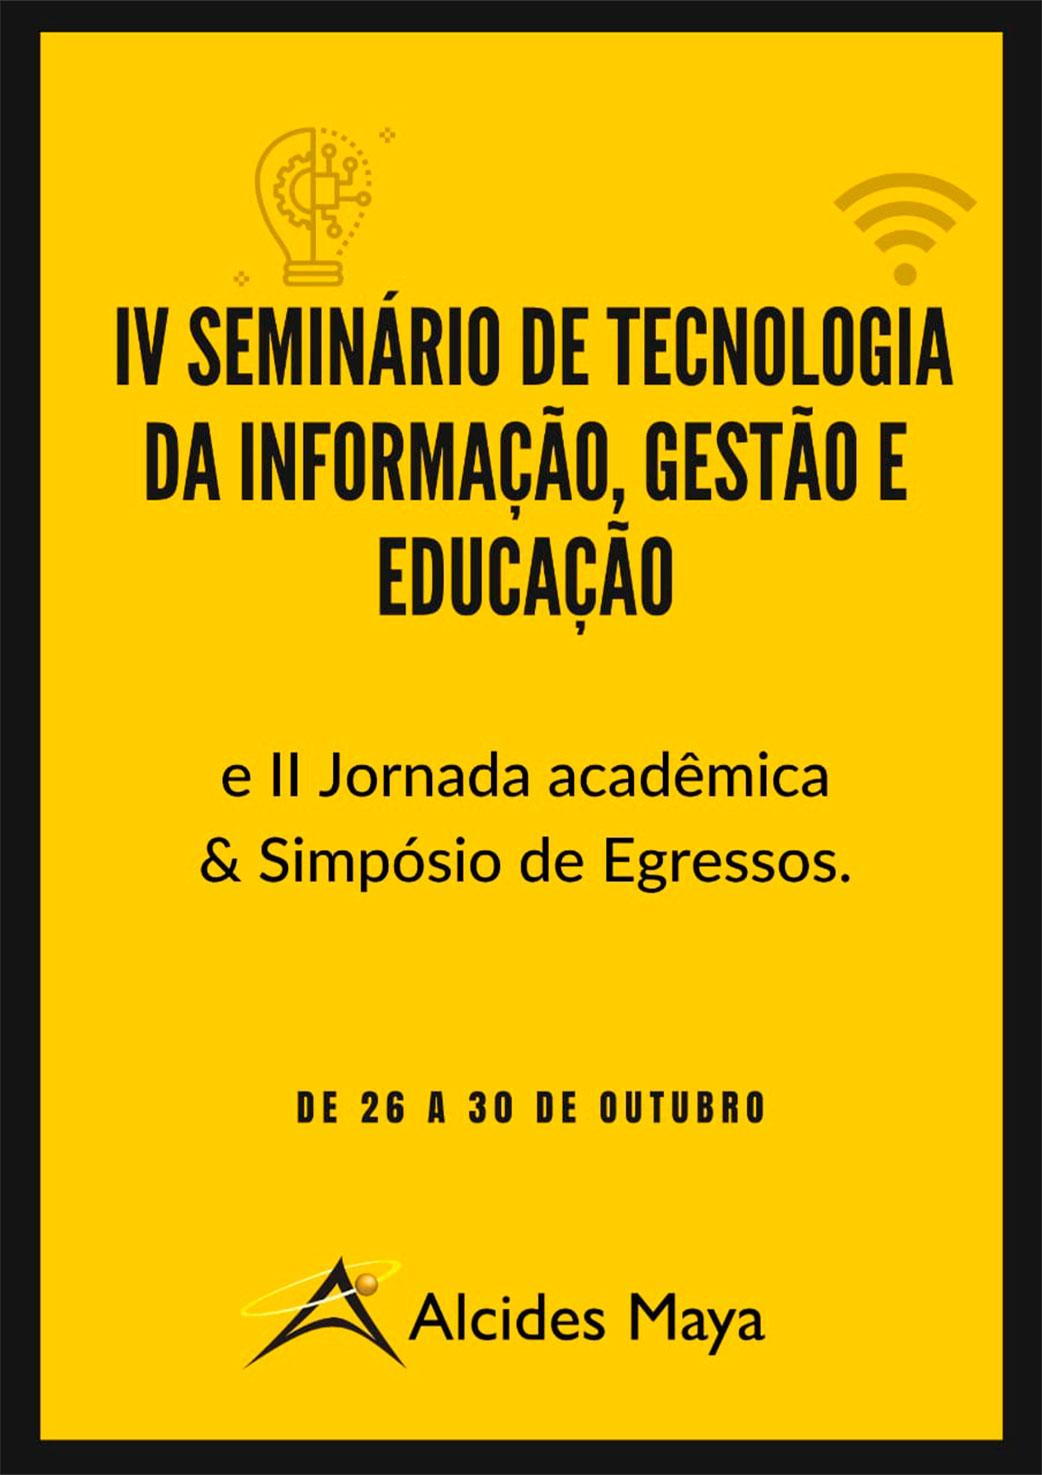 IV SEMINÁRIO DE TECNOLOGIA
DA INFORMAÇÃO, GESTÃO E
EDUCAÇÃO
e II Jornada acadêmica
& Simpósio de Egressos.
DE 26 A 30 DE OUTUBRO
Alcides Maya